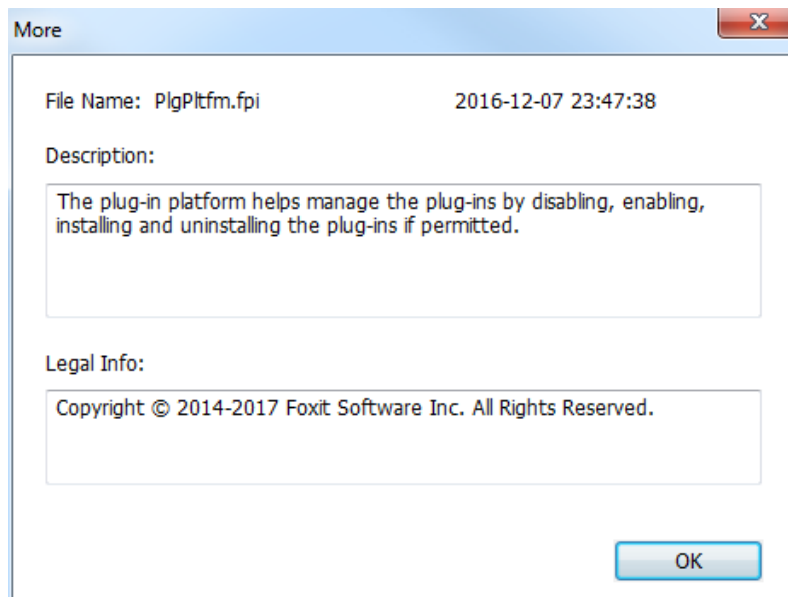 More
File Name: PlgPltfm.fpi 2016-12-07 23:47:38
Description:
The plug-in platform helps manage the plug-ins by disabling, enabling,
installing and uninstalling the plug-ins if permitted.
Legal Info:
Copyright © 2014-2017 Foxit Software Inc. All Rights Reserved.
OK